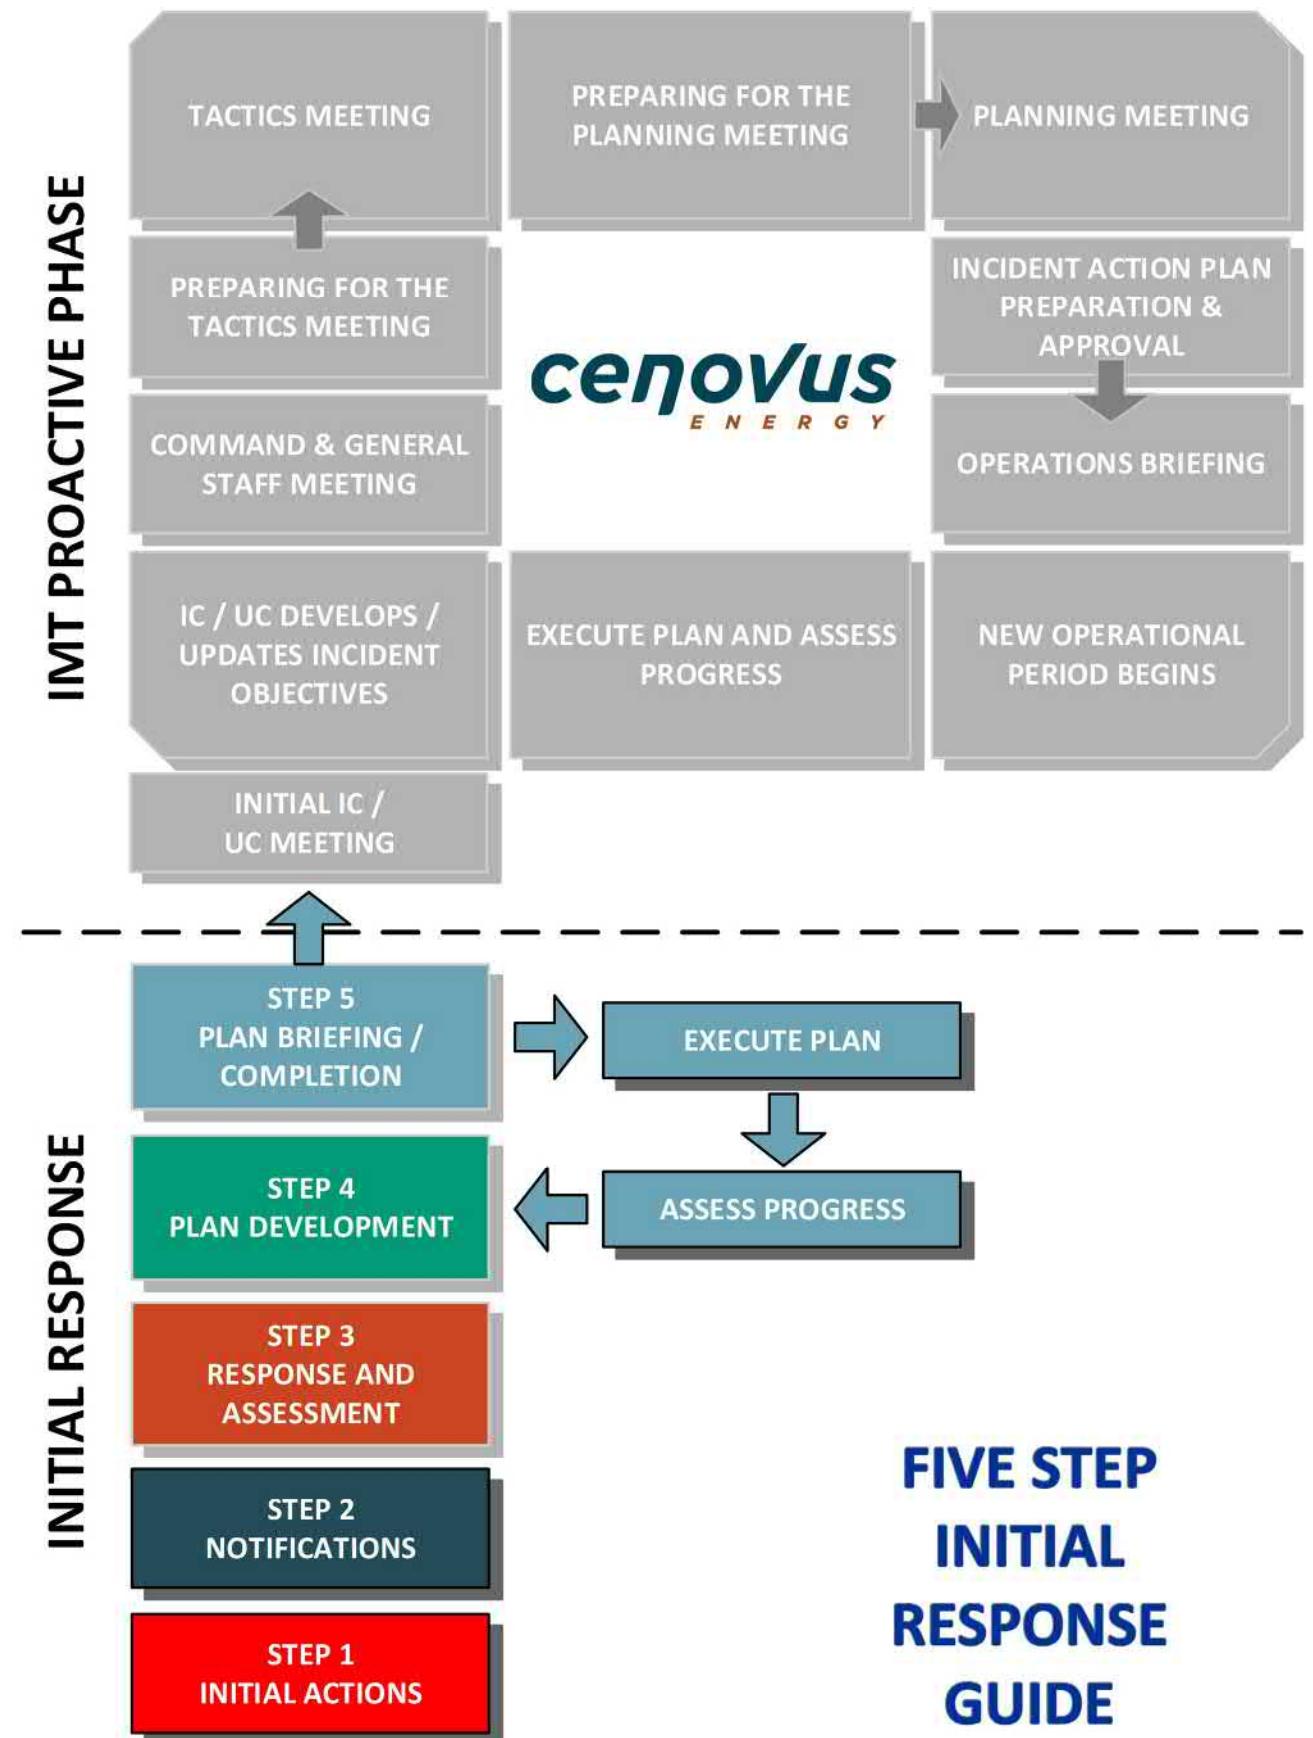 IMT PROACTIVE PHASE
TACTICS MEETING
PREPARING FOR THE
PLANNING MEETING
PLANNING MEETING
PREPARING FOR THE
TACTICS MEETING
INCIDENT ACTION PLAN
PREPARATION &
APPROVAL
cenovus
ENERGY
COMMAND & GENERAL
STAFF MEETING
OPERATIONS BRIEFING
IC / UC DEVELOPS /
UPDATES INCIDENT
OBJECTIVES
EXECUTE PLAN AND ASSESS
PROGRESS
NEW OPERATIONAL
PERIOD BEGINS
INITIAL IC /
UC MEETING
INITIAL RESPONSE
STEP 5
PLAN BRIEFING /
COMPLETION
EXECUTE PLAN
STEP 4
PLAN DEVELOPMENT
ASSESS PROGRESS
STEP 3
RESPONSE AND
ASSESSMENT
STEP 2
NOTIFICATIONS
STEP 1
INITIAL ACTIONS
FIVE STEP
INITIAL
RESPONSE
GUIDE